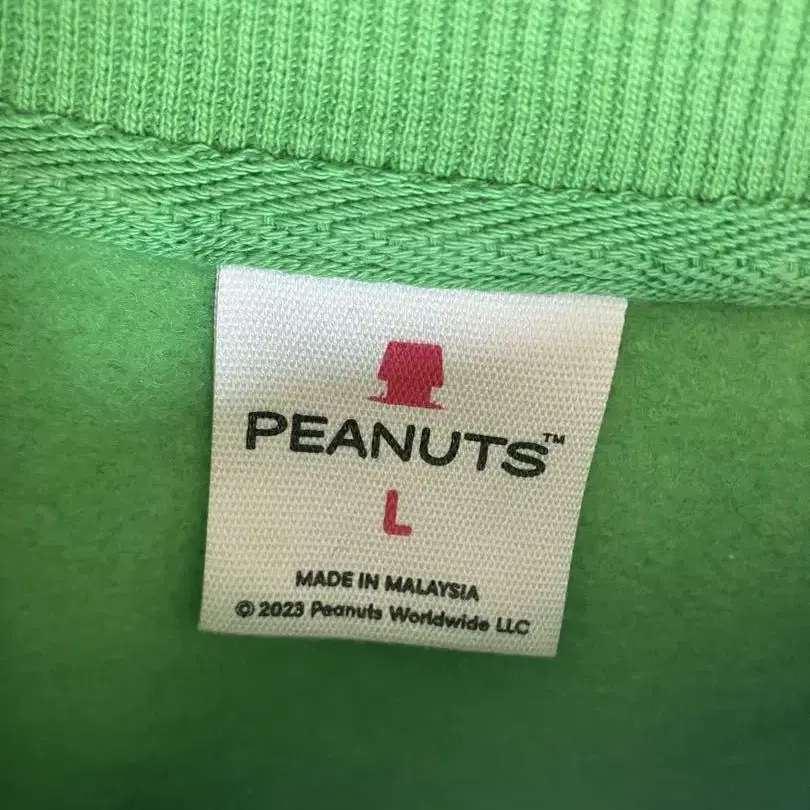 PEANUTS™
L
MADE IN MALAYSIA
© 2023 Peanuts Worldwide LLC